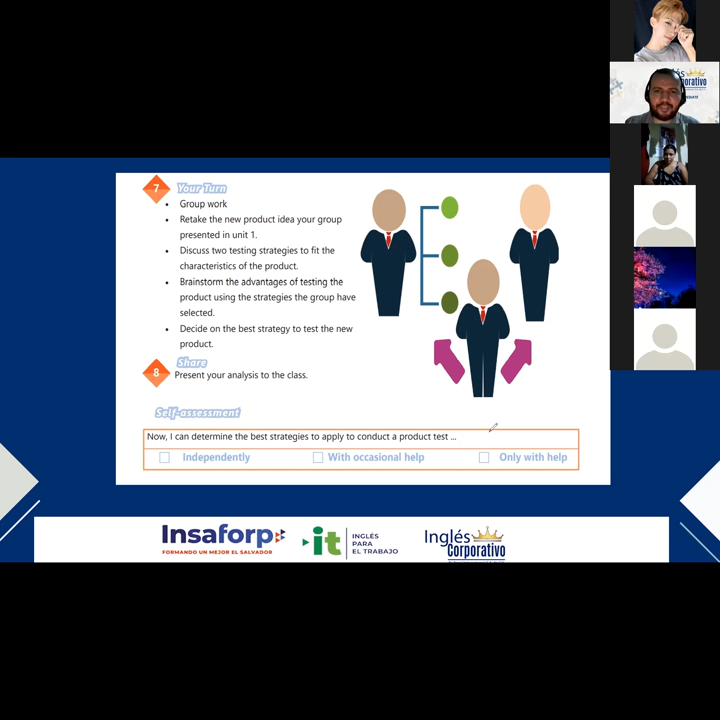 7 Your Turn
• Group work
• Retake the new product idea your group
presented in unit 1.
• Discuss two testing strategies to fit the
characteristics of the product.
• Brainstorm the advantages of testing the
product using the strategies the group have
selected.
• Decide on the best strategy to test the new
product.
8 Share
Present your analysis to the class.
Self-assessment
Now, I can determine the best strategies to apply to conduct a product test ...
Independently With occasional help Only with help
Insaforp
FORMANDO UN MEJOR EL SALVADOR
it
INGLÉS
PARA
EL TRABAJO
Inglés
Corporativo